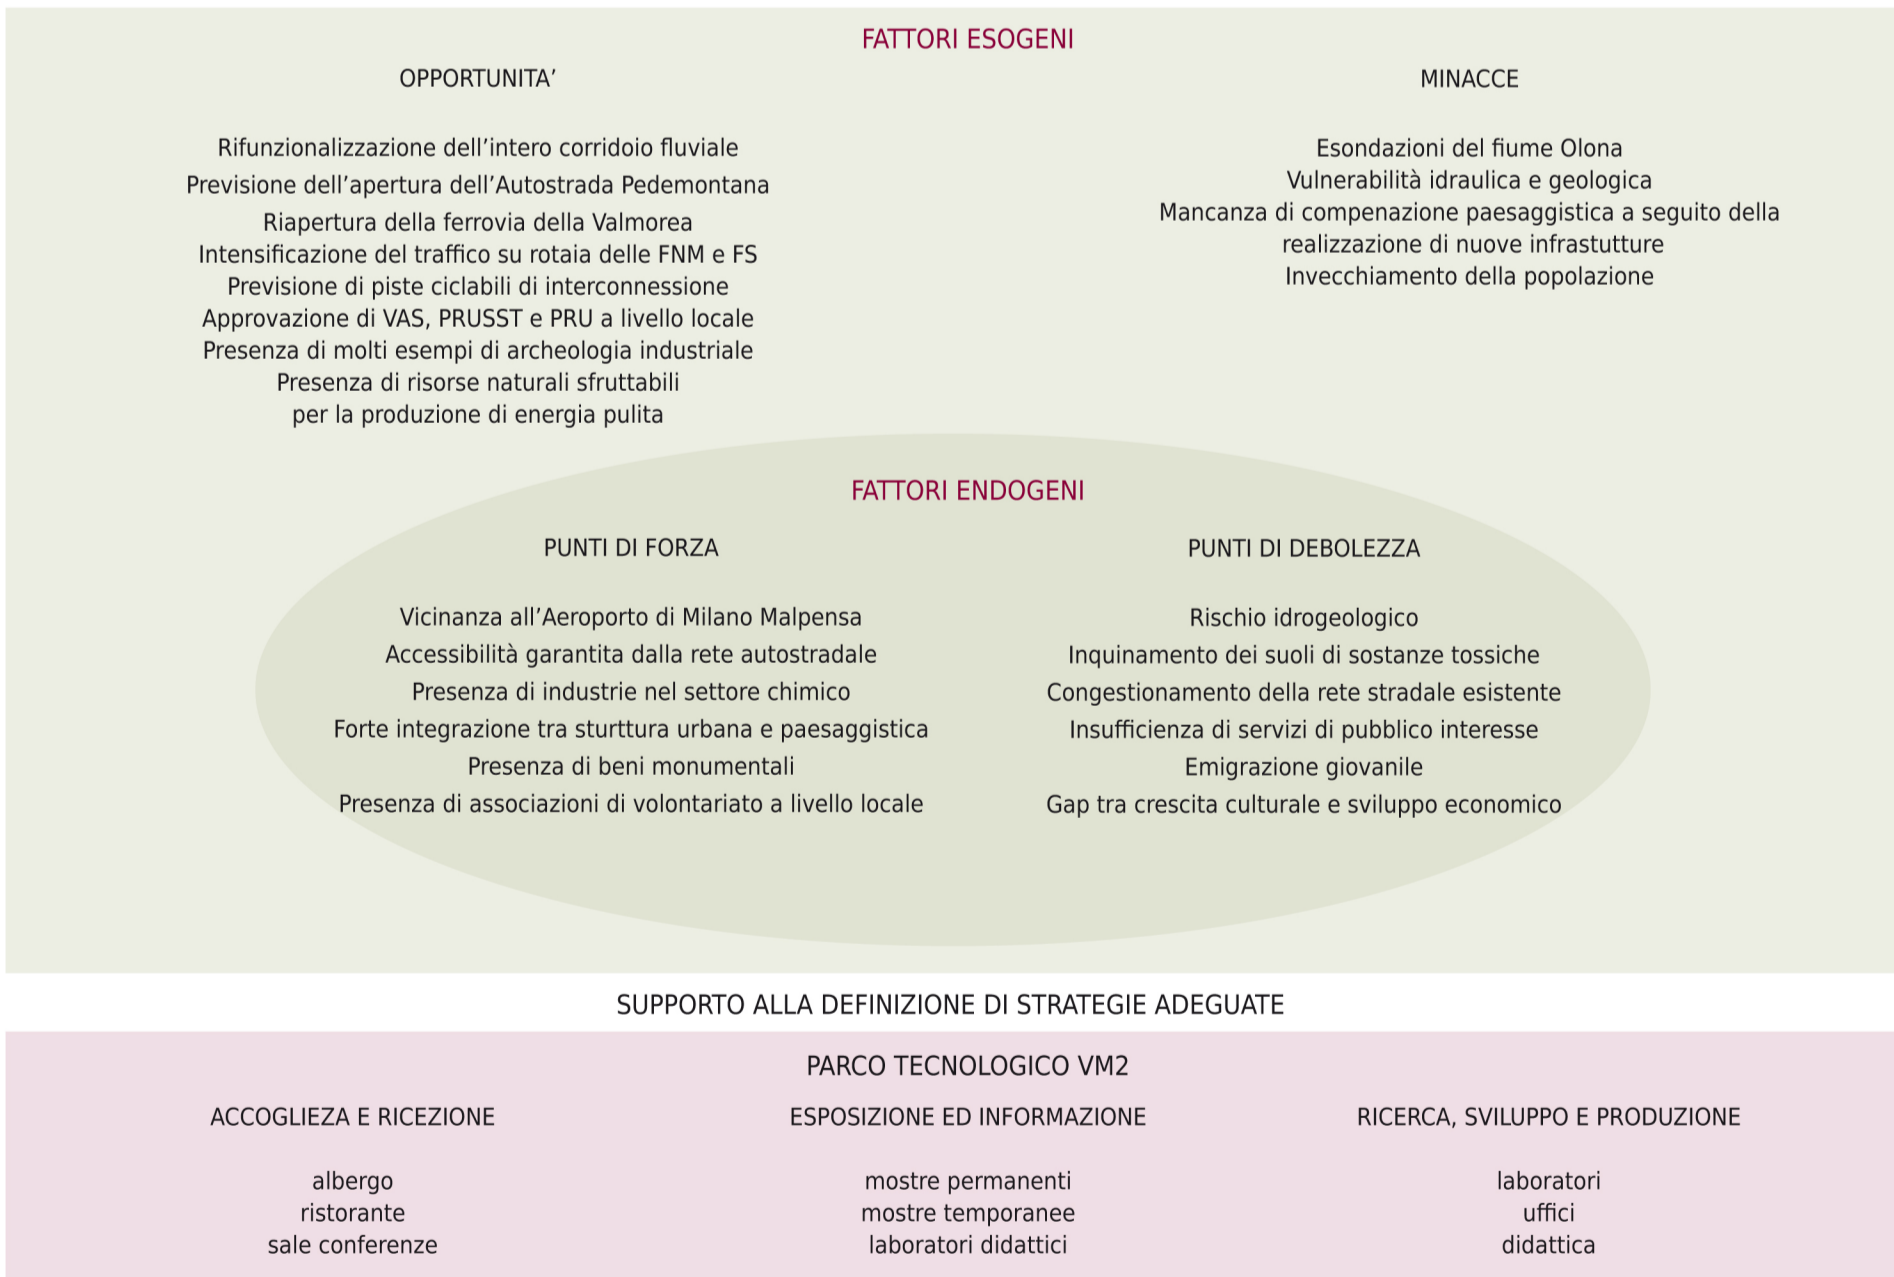 FATTORI ESOGENI
OPPORTUNITA’
Rifunzionalizzazione dell’intero corridoio fluviale
Previsione dell’apertura dell’Autostrada Pedemontana
Riapertura della ferrovia della Valmorea
Intensificazione del traffico su rotaia delle FNM e FS
Previsione di piste ciclabili di interconnessione
Approvazione di VAS, PRUSST e PRU a livello locale
Presenza di molti esempi di archeologia industriale
Presenza di risorse naturali sfruttabili
per la produzione di energia pulita
MINACCE
Esondazioni del fiume Olona
Vulnerabilità idraulica e geologica
Mancanza di compenazione paesaggistica a seguito della
realizzazione di nuove infrastutture
Invecchiamento della popolazione
FATTORI ENDOGENI
PUNTI DI FORZA
Vicinanza all’Aeroporto di Milano Malpensa
Accessibilità garantita dalla rete autostradale
Presenza di industrie nel settore chimico
Forte integrazione tra sturttura urbana e paesaggistica
Presenza di beni monumentali
Presenza di associazioni di volontariato a livello locale
PUNTI DI DEBOLEZZA
Rischio idrogeologico
Inquinamento dei suoli di sostanze tossiche
Congestionamento della rete stradale esistente
Insufficienza di servizi di pubblico interesse
Emigrazione giovanile
Gap tra crescita culturale e sviluppo economico
SUPPORTO ALLA DEFINIZIONE DI STRATEGIE ADEGUATE
PARCO TECNOLOGICO VM2
ACCOGLIEZA E RICEZIONE
albergo
ristorante
sale conferenze
ESPOSIZIONE ED INFORMAZIONE
mostre permanenti
mostre temporanee
laboratori didattici
RICERCA, SVILUPPO E PRODUZIONE
laboratori
uffici
didattica